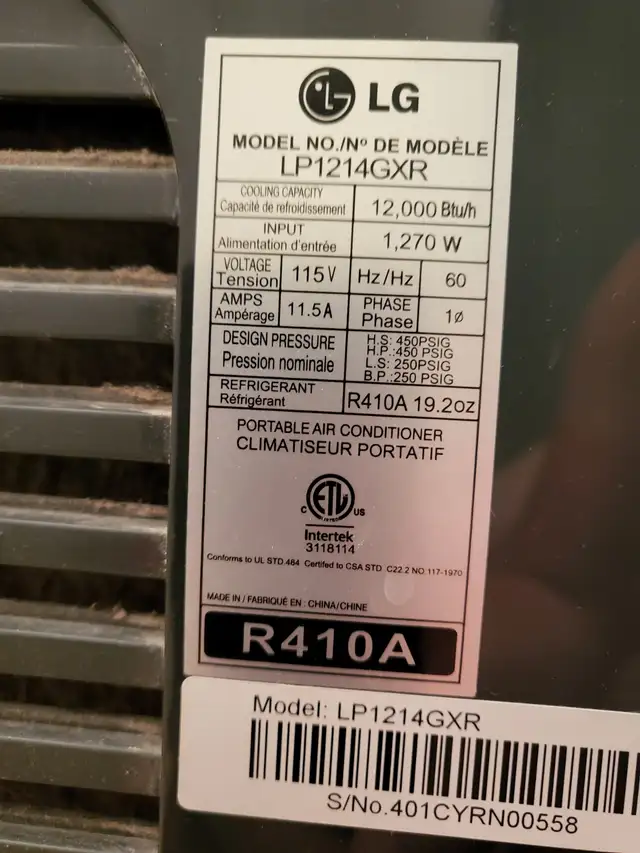 LG
MODEL NO./Nº DE MODÈLE
LP1214GXR
COOLING CAPACITY
Capacité de refroidissement
12,000 Btu/h
INPUT
Alimentation d'entrée
1,270 W
VOLTAGE
Tension
115V
Hz/Hz
60
AMPS
Ampérage
11.5A
PHASE
Phase
1ø
DESIGN PRESSURE
Pression nominale
H.S: 450PSIG
H.P.:450 PSIG
L.S: 250PSIG
B.P.:250 PSIG
REFRIGERANT
Réfrigérant
R410A 19.2oz
PORTABLE AIR CONDITIONER
CLIMATISEUR PORTATIF
C ETL US
Intertek
3118114
Conforms to UL STD.484 Certifed to CSA STD C22.2 NO.117-1970
MADE IN / FABRIQUÉ EN : CHINA/CHINE
R410A
Model: LP1214GXR
S/No.401CYRN00558